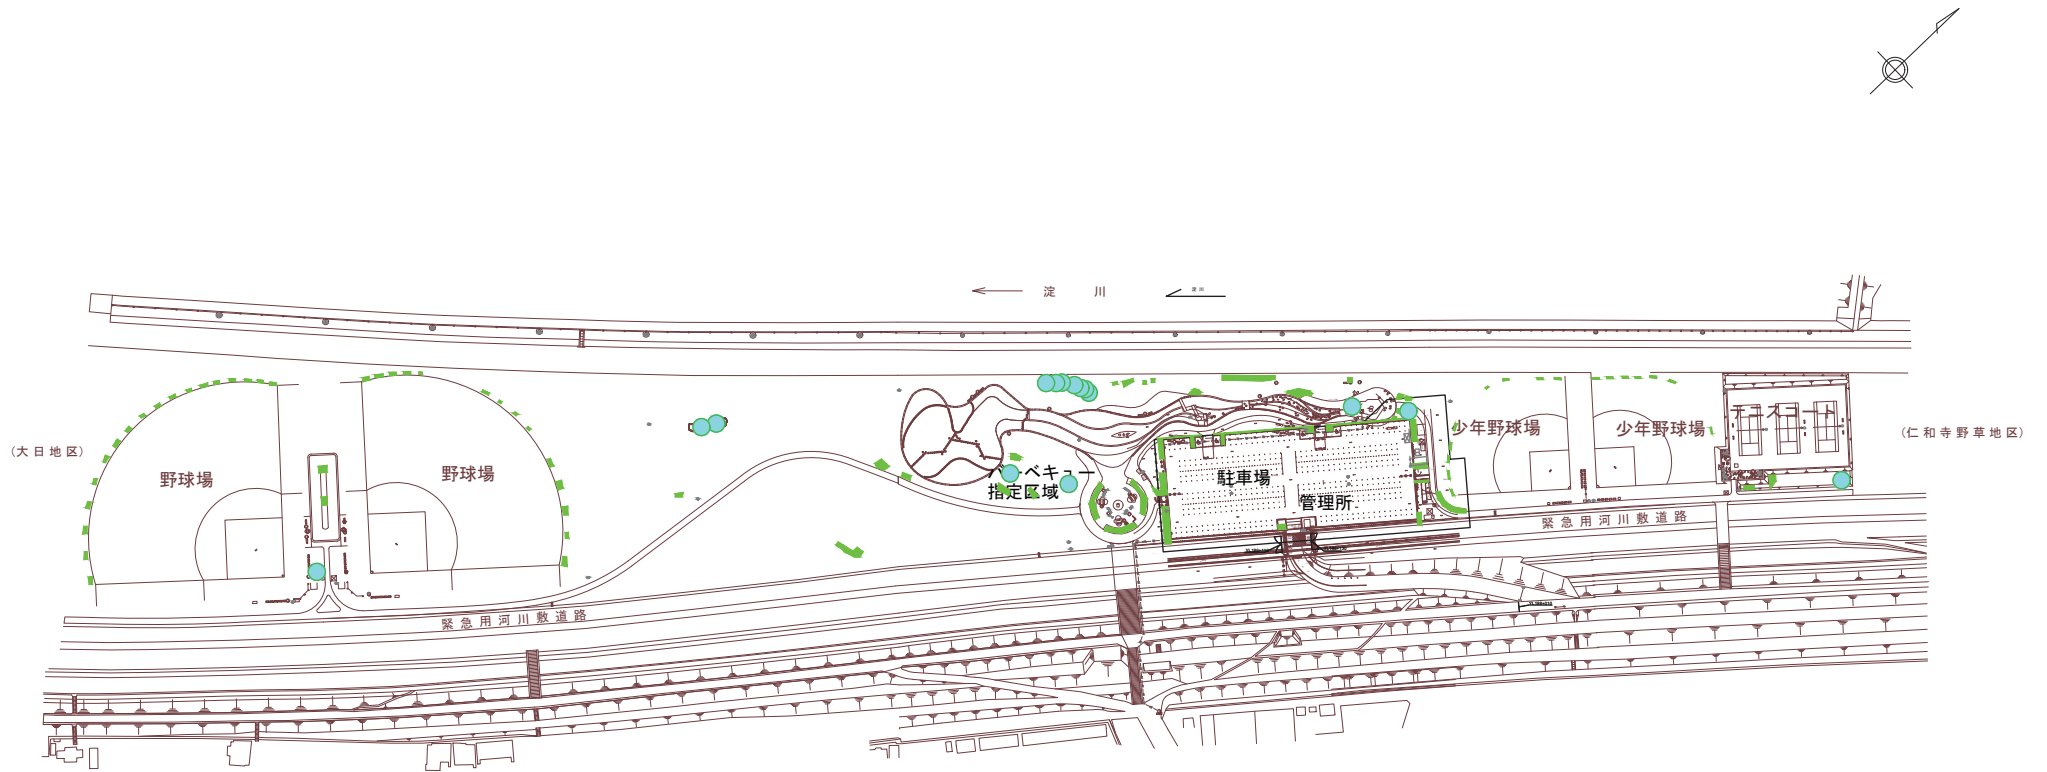 淀　川
淀川
テニスコート
少年野球場
少年野球場
（大日地区）
（仁和寺野草地区）
野球場
野球場
バーベキュー
指定区域
駐車場
管理所
緊急用河川敷道路
緊急用河川敷道路